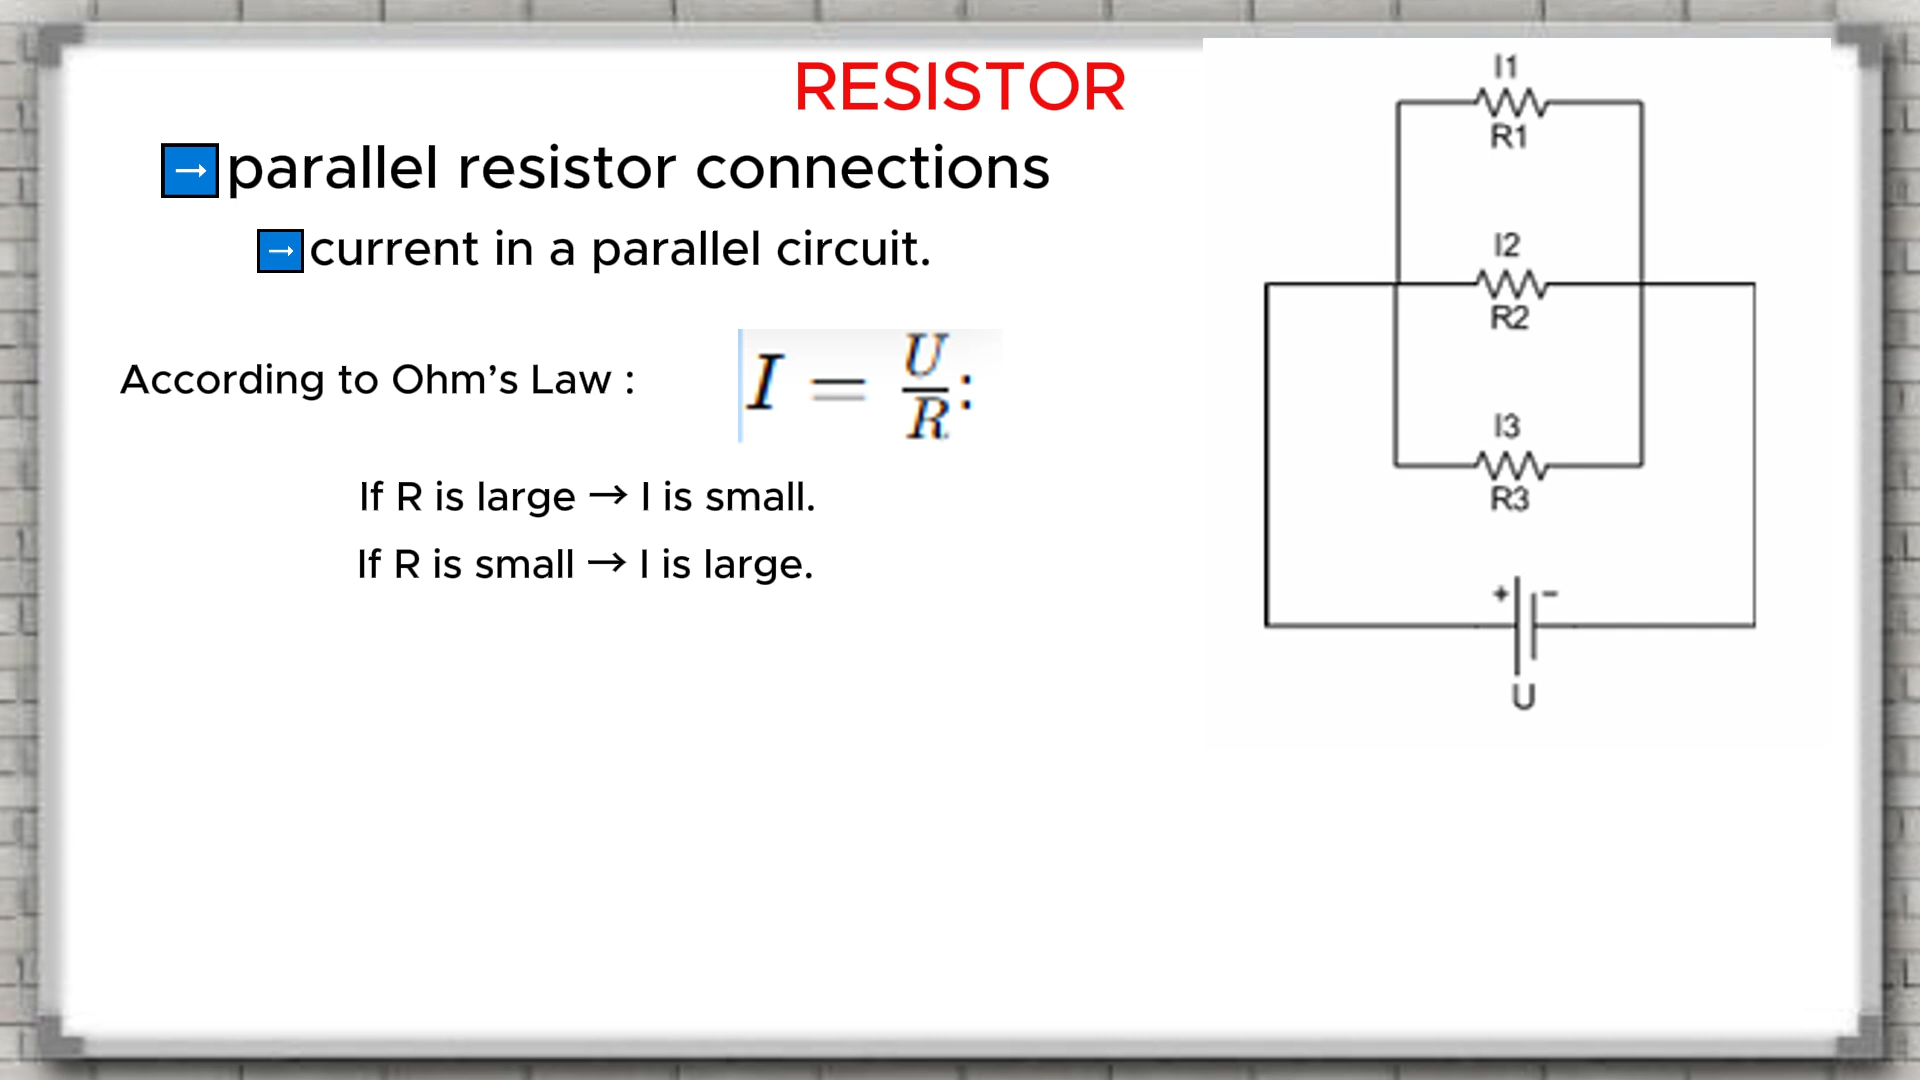 RESISTOR
→ parallel resistor connections
→ current in a parallel circuit.
According to Ohm’s Law :
I = U/R:
If R is large → I is small.
If R is small → I is large.
I1
R1
I2
R2
I3
R3
+ −
U